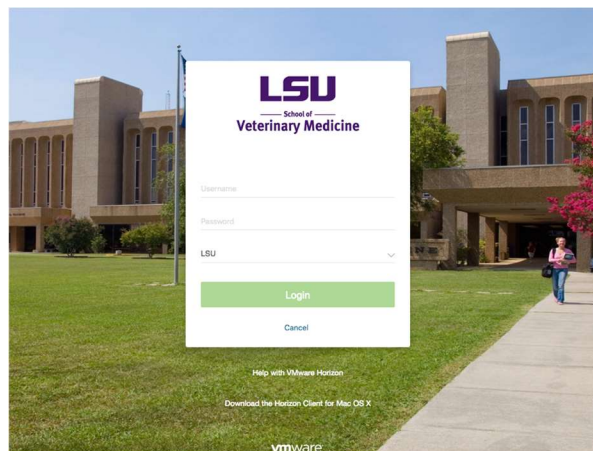 LSU
School of
Veterinary Medicine
Username
Password
LSU
Login
Cancel
Help with VMware Horizon
Download the Horizon Client for Mac OS X
vmware